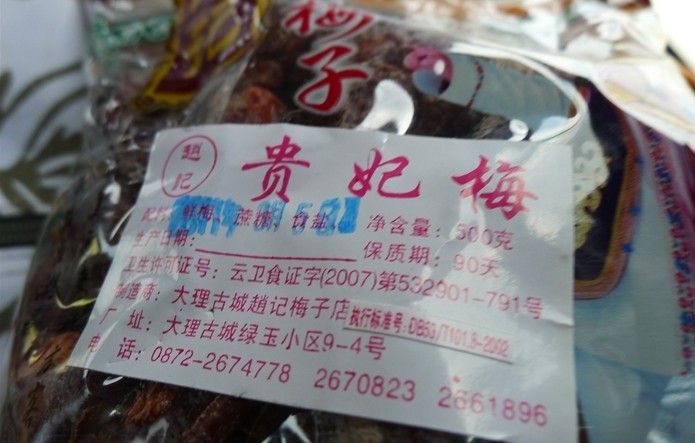 梅子
趙记
贵妃梅
配料：鲜梅、蔗糖、食盐 净含量：500克
生产日期： 保质期：90天
卫生许可证号：云卫食证字(2007)第532901-791号
制造商：大理古城趙记梅子店
执行标准号:DB53/T101.8-2002
厂 址：大理古城绿玉小区9-4号
电 话：0872-2674778 2670823 2661896